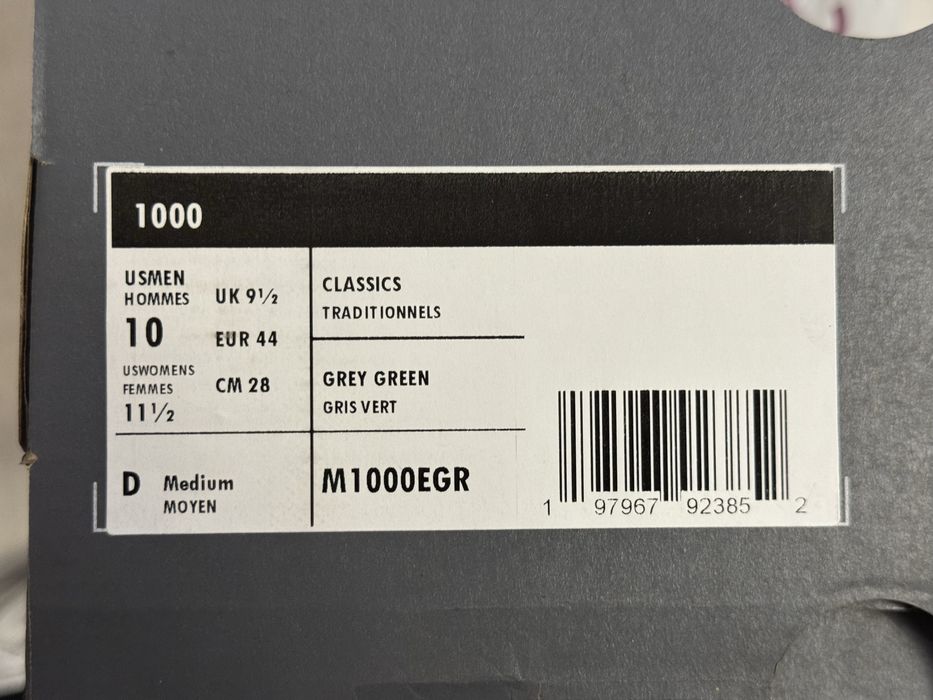 1000
USMEN
HOMMES
10
UK 9½
EUR 44
USWOMENS
FEMMES
11½
CM 28
D Medium
MOYEN
CLASSICS
TRADITIONNELS
GREY GREEN
GRIS VERT
M1000EGR
1 97967 92385 2